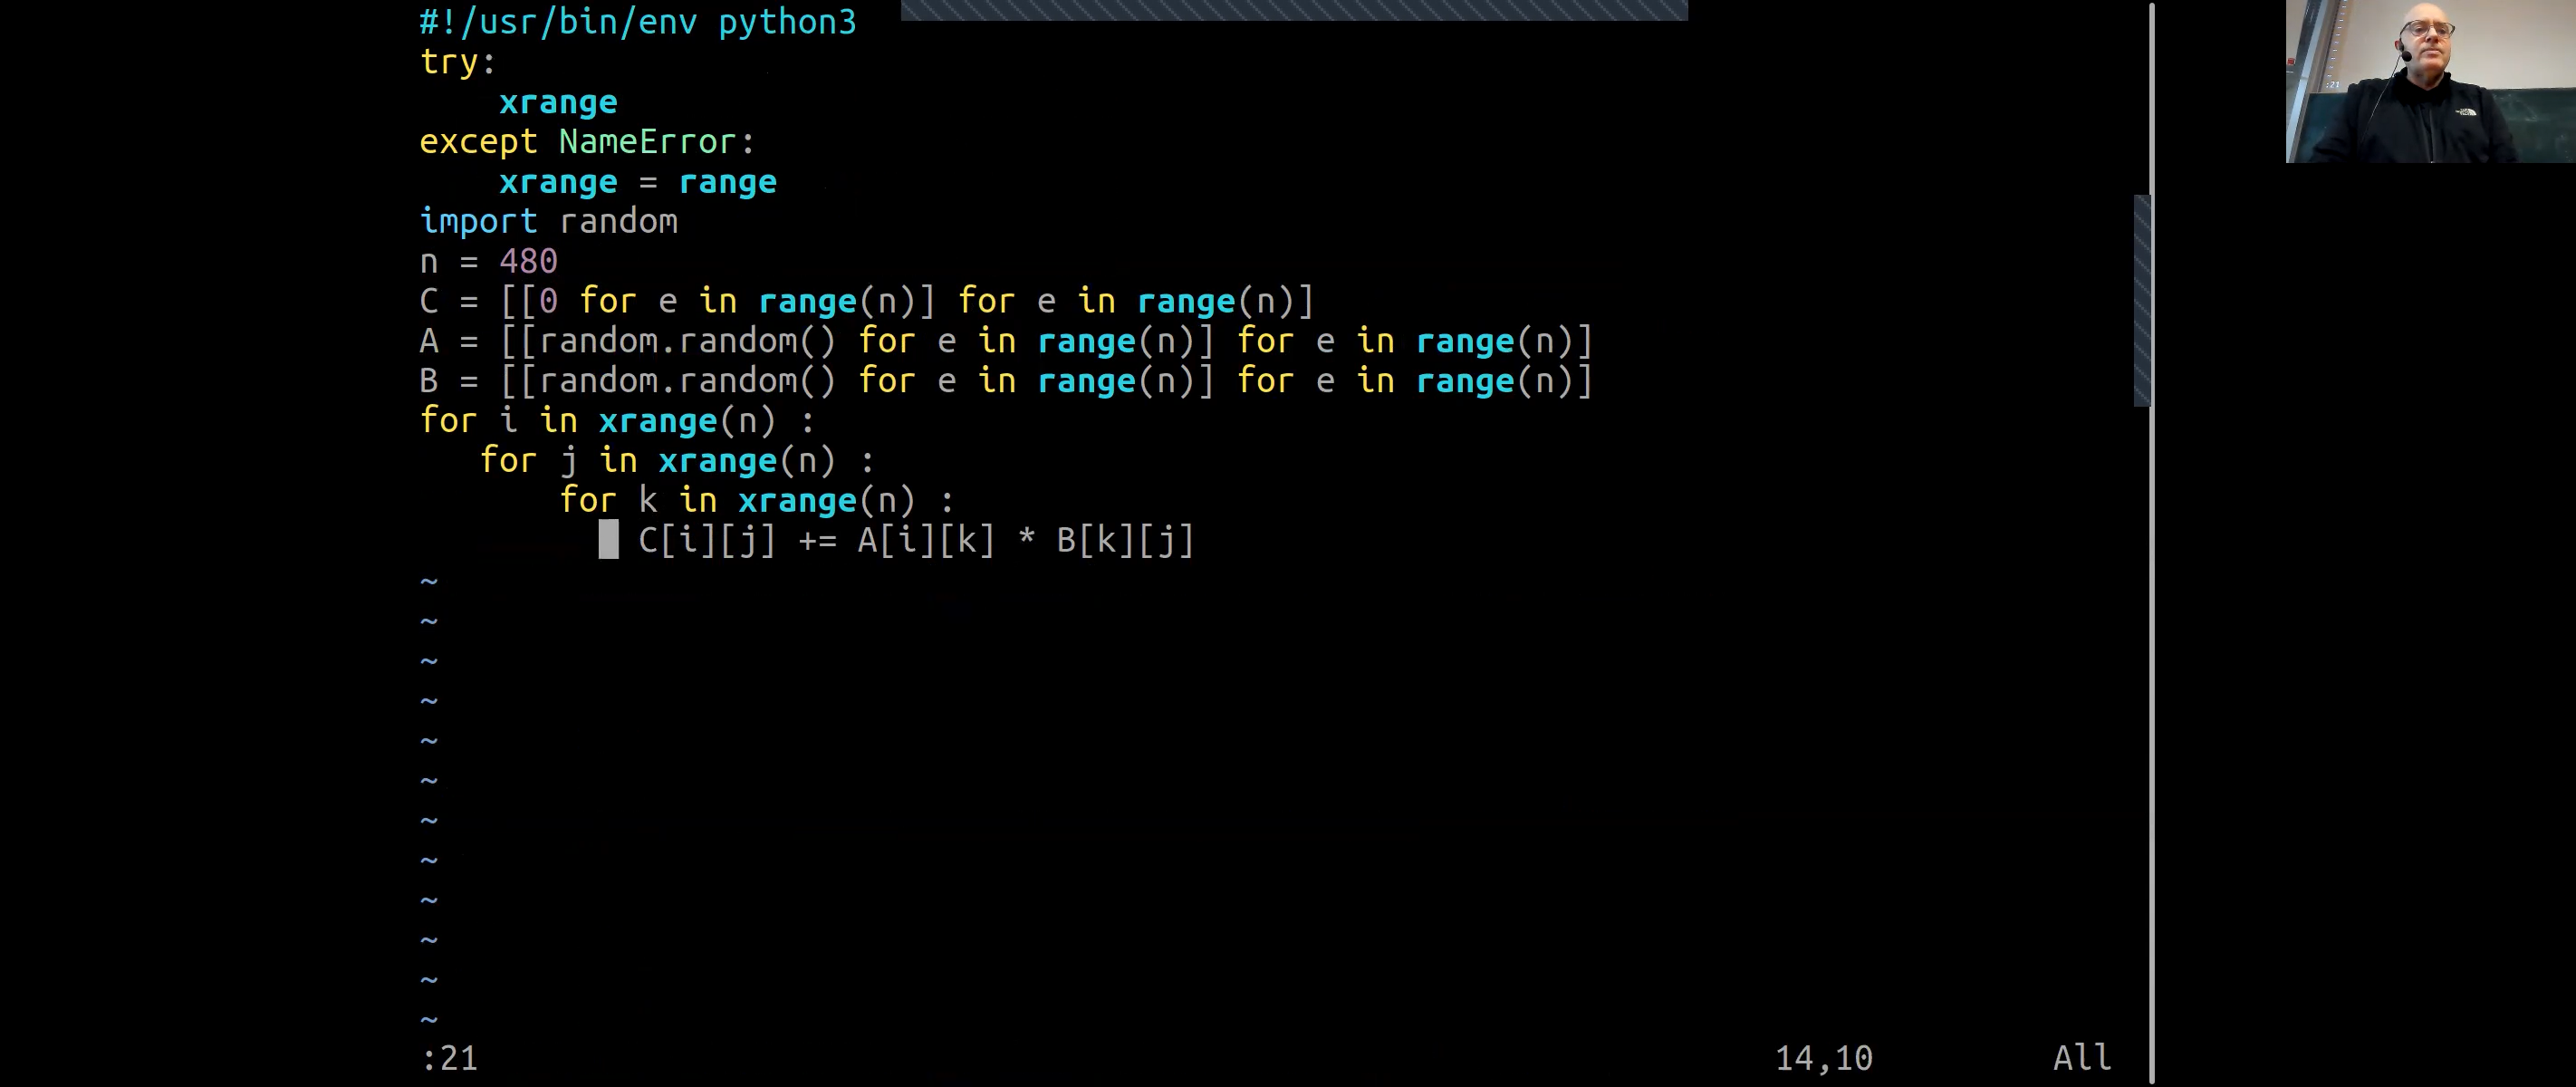 #!/usr/bin/env python3
try:
    xrange
except NameError:
    xrange = range
import random
n = 480
C = [[0 for e in range(n)] for e in range(n)]
A = [[random.random() for e in range(n)] for e in range(n)]
B = [[random.random() for e in range(n)] for e in range(n)]
for i in xrange(n) :
   for j in xrange(n) :
       for k in xrange(n) :
           C[i][j] += A[i][k] * B[k][j]
~
~
~
~
~
~
~
~
~
~
~
~
:21 14,10 All